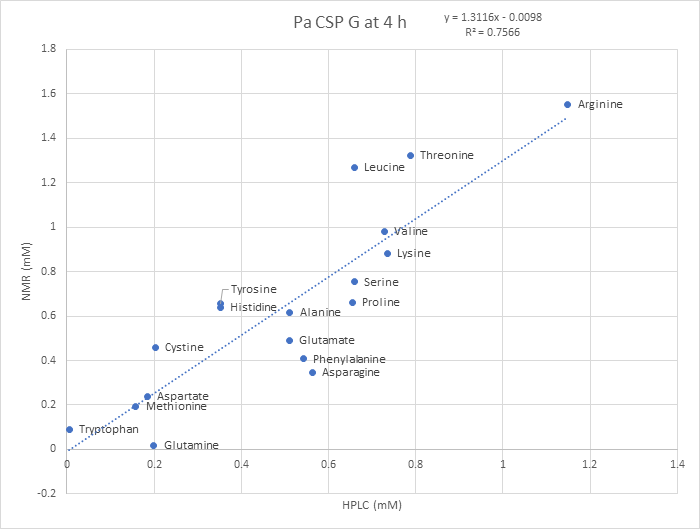 Pa CSP G at 4 h
y = 1.3116x - 0.0098
R² = 0.7566
1.8
1.6
1.4
1.2
1
0.8
0.6
0.4
0.2
0
-0.2
NMR (mM)
Arginine
Threonine
Leucine
Valine
Lysine
Tyrosine
Serine
Histidine
Proline
Alanine
Glutamate
Cystine
Phenylalanine
Asparagine
Aspartate
Methionine
Tryptophan
Glutamine
0 0.2 0.4 0.6 0.8 1 1.2 1.4
HPLC (mM)